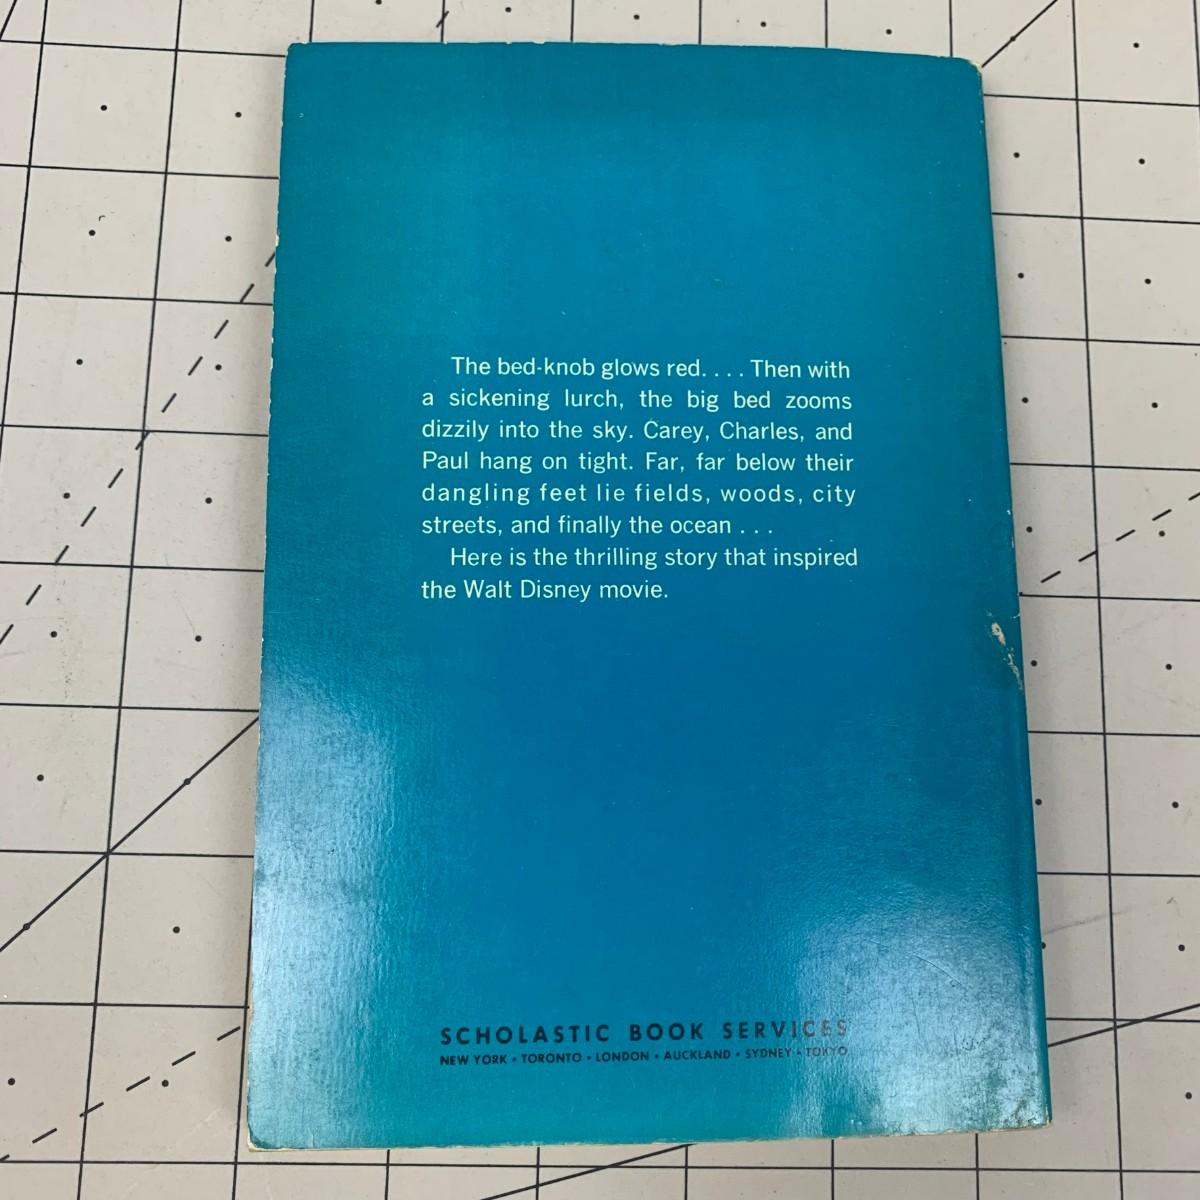 The bed-knob glows red. . . . Then with
a sickening lurch, the big bed zooms
dizzily into the sky. Carey, Charles, and
Paul hang on tight. Far, far below their
dangling feet lie fields, woods, city
streets, and finally the ocean . . .
Here is the thrilling story that inspired
the Walt Disney movie.
SCHOLASTIC BOOK SERVICES
NEW YORK • TORONTO • LONDON • AUCKLAND • SYDNEY • TOKYO